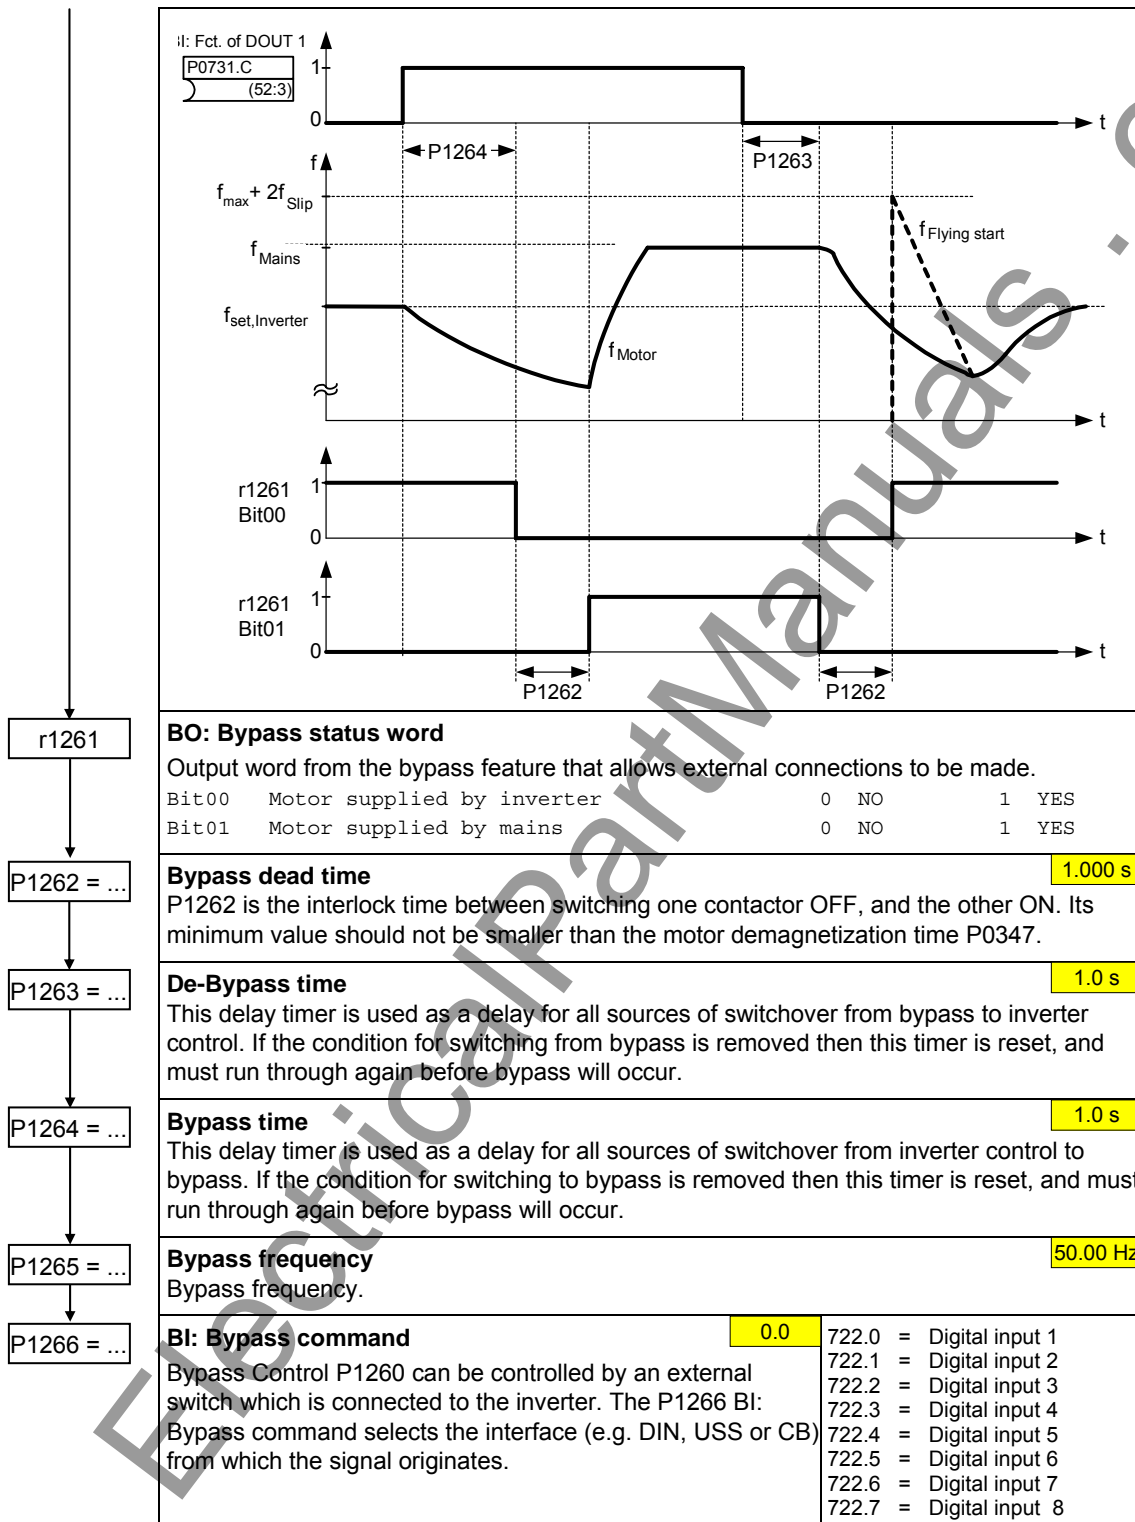 I: Fct. of DOUT 1
P0731.C
(52:3)
1
0
t
P1264
P1263
f
fmax+ 2fSlip
fFlying start
fMains
fset,Inverter
fMotor
t
r1261
Bit00
1
0
t
r1261
Bit01
1
0
t
P1262
P1262
r1261
BO: Bypass status word
Output word from the bypass feature that allows external connections to be made.
Bit00 Motor supplied by inverter 0 NO 1 YES
Bit01 Motor supplied by mains 0 NO 1 YES
P1262 = ...
Bypass dead time 1.000 s
P1262 is the interlock time between switching one contactor OFF, and the other ON. Its
minimum value should not be smaller than the motor demagnetization time P0347.
P1263 = ...
De-Bypass time 1.0 s
This delay timer is used as a delay for all sources of switchover from bypass to inverter
control. If the condition for switching from bypass is removed then this timer is reset, and
must run through again before bypass will occur.
P1264 = ...
Bypass time 1.0 s
This delay timer is used as a delay for all sources of switchover from inverter control to
bypass. If the condition for switching to bypass is removed then this timer is reset, and must
run through again before bypass will occur.
P1265 = ...
Bypass frequency 50.00 Hz
Bypass frequency.
P1266 = ...
BI: Bypass command 0.0
Bypass Control P1260 can be controlled by an external
switch which is connected to the inverter. The P1266 BI:
Bypass command selects the interface (e.g. DIN, USS or CB)
from which the signal originates.
722.0 = Digital input 1
722.1 = Digital input 2
722.2 = Digital input 3
722.3 = Digital input 4
722.4 = Digital input 5
722.5 = Digital input 6
722.6 = Digital input 7
722.7 = Digital input 8
ElectricalPartManuals .